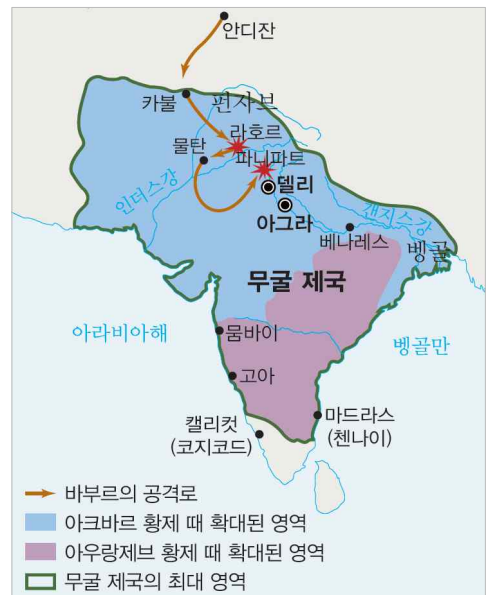 안디잔
카불
펀자브
라호르
물탄
파니파트
인더스강
델리
아그라
갠지스강
베나레스
벵골
무굴 제국
아라비아해
뭄바이
벵골만
고아
캘리컷
(코지코드)
마드라스
(첸나이)
바부르의 공격로
아크바르 황제 때 확대된 영역
아우랑제브 황제 때 확대된 영역
무굴 제국의 최대 영역